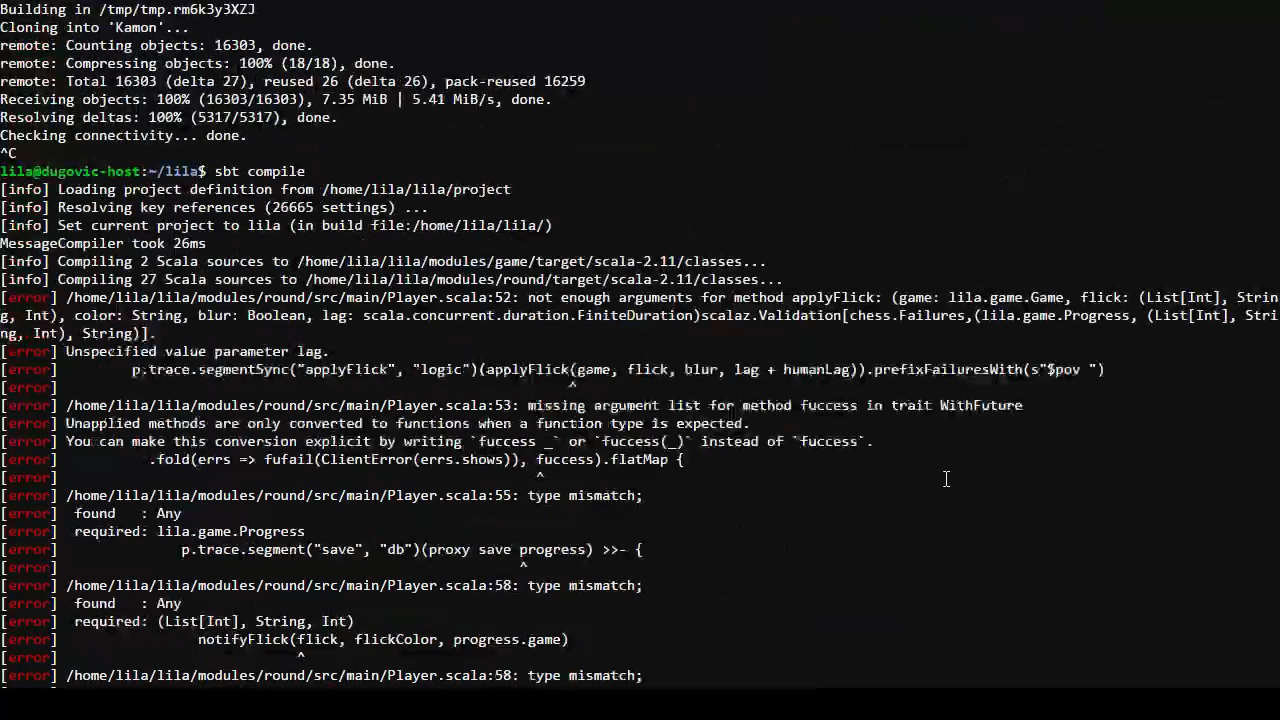 Building in /tmp/tmp.rm6k3y3XZJ
Cloning into 'Kamon'...
remote: Counting objects: 16303, done.
remote: Compressing objects: 100% (18/18), done.
remote: Total 16303 (delta 27), reused 26 (delta 26), pack-reused 16259
Receiving objects: 100% (16303/16303), 7.35 MiB | 5.41 MiB/s, done.
Resolving deltas: 100% (5317/5317), done.
Checking connectivity... done.
^C
lila@dugovic-host:~/lila$ sbt compile
[info] Loading project definition from /home/lila/lila/project
[info] Resolving key references (26665 settings) ...
[info] Set current project to lila (in build file:/home/lila/lila/)
MessageCompiler took 26ms
[info] Compiling 2 Scala sources to /home/lila/lila/modules/game/target/scala-2.11/classes...
[info] Compiling 27 Scala sources to /home/lila/lila/modules/round/target/scala-2.11/classes...
[error] /home/lila/lila/modules/round/src/main/Player.scala:52: not enough arguments for method applyFlick: (game: lila.game.Game, flick: (List[Int], Strin
g, Int), color: String, blur: Boolean, lag: scala.concurrent.duration.FiniteDuration)scalaz.Validation[chess.Failures,(lila.game.Progress, (List[Int], Stri
ng, Int), String)].
[error] Unspecified value parameter lag.
[error]         p.trace.segmentSync("applyFlick", "logic")(applyFlick(game, flick, blur, lag + humanLag)).prefixFailuresWith(s"$pov ")
[error]                                                              ^
[error] /home/lila/lila/modules/round/src/main/Player.scala:53: missing argument list for method fuccess in trait WithFuture
[error] Unapplied methods are only converted to functions when a function type is expected.
[error] You can make this conversion explicit by writing `fuccess _` or `fuccess(_)` instead of `fuccess`.
[error]           .fold(errs => fufail(ClientError(errs.shows)), fuccess).flatMap {
[error]                                                          ^
[error] /home/lila/lila/modules/round/src/main/Player.scala:55: type mismatch;
[error]  found   : Any
[error]  required: lila.game.Progress
[error]               p.trace.segment("save", "db")(proxy save progress) >>- {
[error]                                                        ^
[error] /home/lila/lila/modules/round/src/main/Player.scala:58: type mismatch;
[error]  found   : Any
[error]  required: (List[Int], String, Int)
[error]                 notifyFlick(flick, flickColor, progress.game)
[error]                             ^
[error] /home/lila/lila/modules/round/src/main/Player.scala:58: type mismatch;